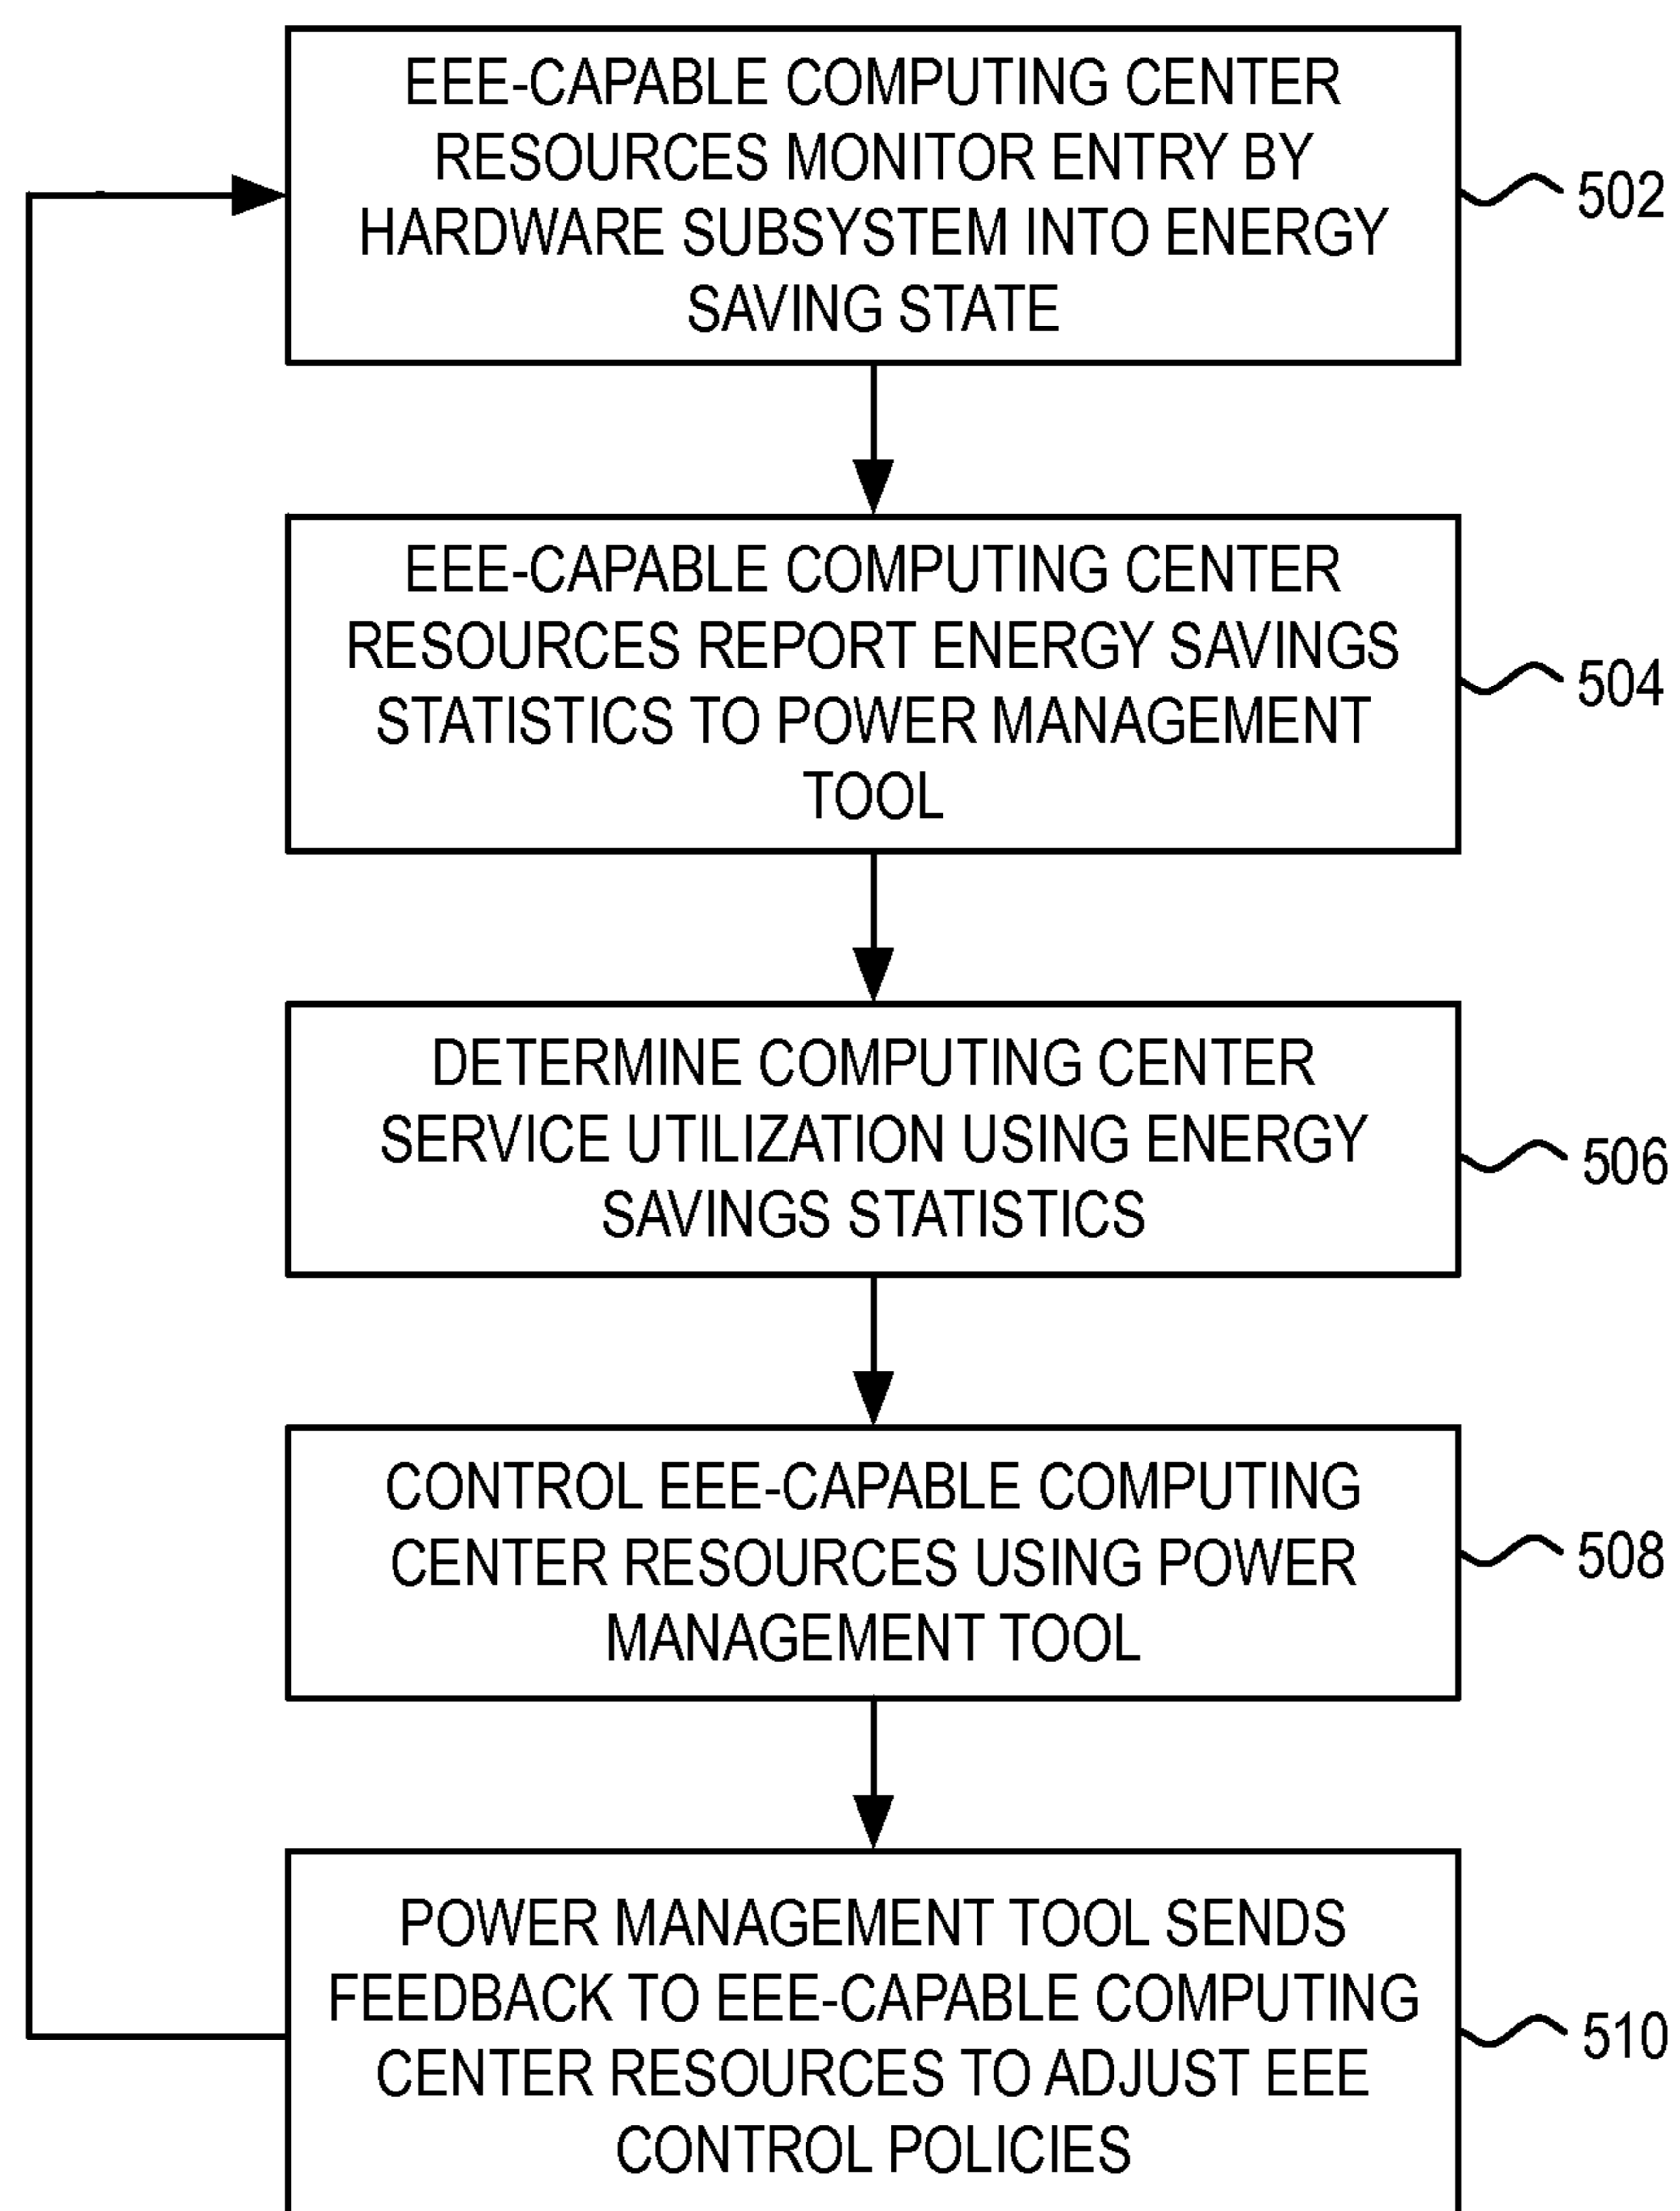 EEE-CAPABLE COMPUTING CENTER
RESOURCES MONITOR ENTRY BY
HARDWARE SUBSYSTEM INTO ENERGY
SAVING STATE
502
EEE-CAPABLE COMPUTING CENTER
RESOURCES REPORT ENERGY SAVINGS
STATISTICS TO POWER MANAGEMENT
TOOL
504
DETERMINE COMPUTING CENTER
SERVICE UTILIZATION USING ENERGY
SAVINGS STATISTICS
506
CONTROL EEE-CAPABLE COMPUTING
CENTER RESOURCES USING POWER
MANAGEMENT TOOL
508
POWER MANAGEMENT TOOL SENDS
FEEDBACK TO EEE-CAPABLE COMPUTING
CENTER RESOURCES TO ADJUST EEE
CONTROL POLICIES
510